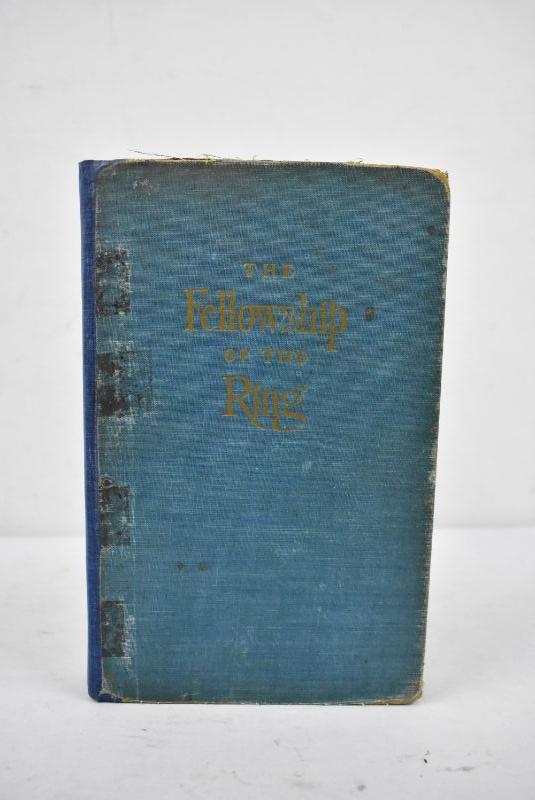 THE
Fellowship
OF THE
Ring